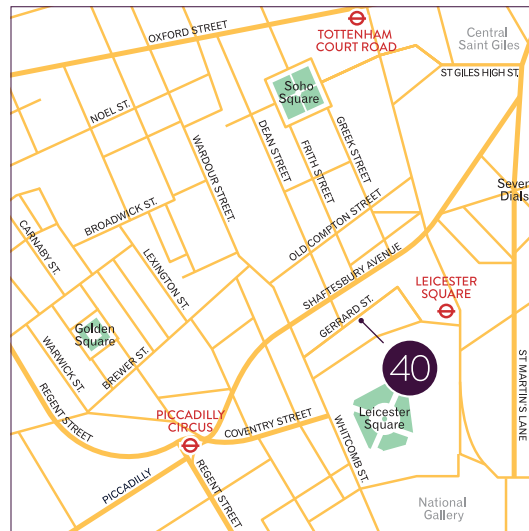 OXFORD STREET
TOTTENHAM
COURT ROAD
Central
Saint Giles
ST GILES HIGH ST.
Soho
Square
NOEL ST.
WARDOUR STREET.
DEAN STREET
FRITH STREET
GREEK STREET
BROADWICK ST.
CARNABY ST.
LEXINGTON ST.
OLD COMPTON STREET
Seven
Dials
SHAFTESBURY AVENUE
LEICESTER
SQUARE
GERRARD ST.
Golden
Square
WARWICK ST.
BREWER ST.
REGENT STREET
40
ST MARTIN'S LANE
PICCADILLY
CIRCUS
COVENTRY STREET
Leicester
Square
WHITCOMB ST.
PICCADILLY
REGENT STREET
National
Gallery